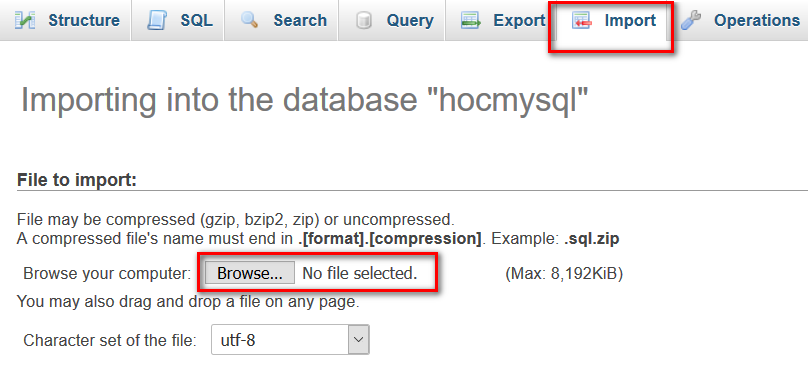 Structure SQL Search Query Export Import Operations
Importing into the database "hocmysql"
File to import:
File may be compressed (gzip, bzip2, zip) or uncompressed.
A compressed file's name must end in .[format].[compression]. Example: .sql.zip
Browse your computer: Browse... No file selected. (Max: 8,192KiB)
You may also drag and drop a file on any page.
Character set of the file: utf-8